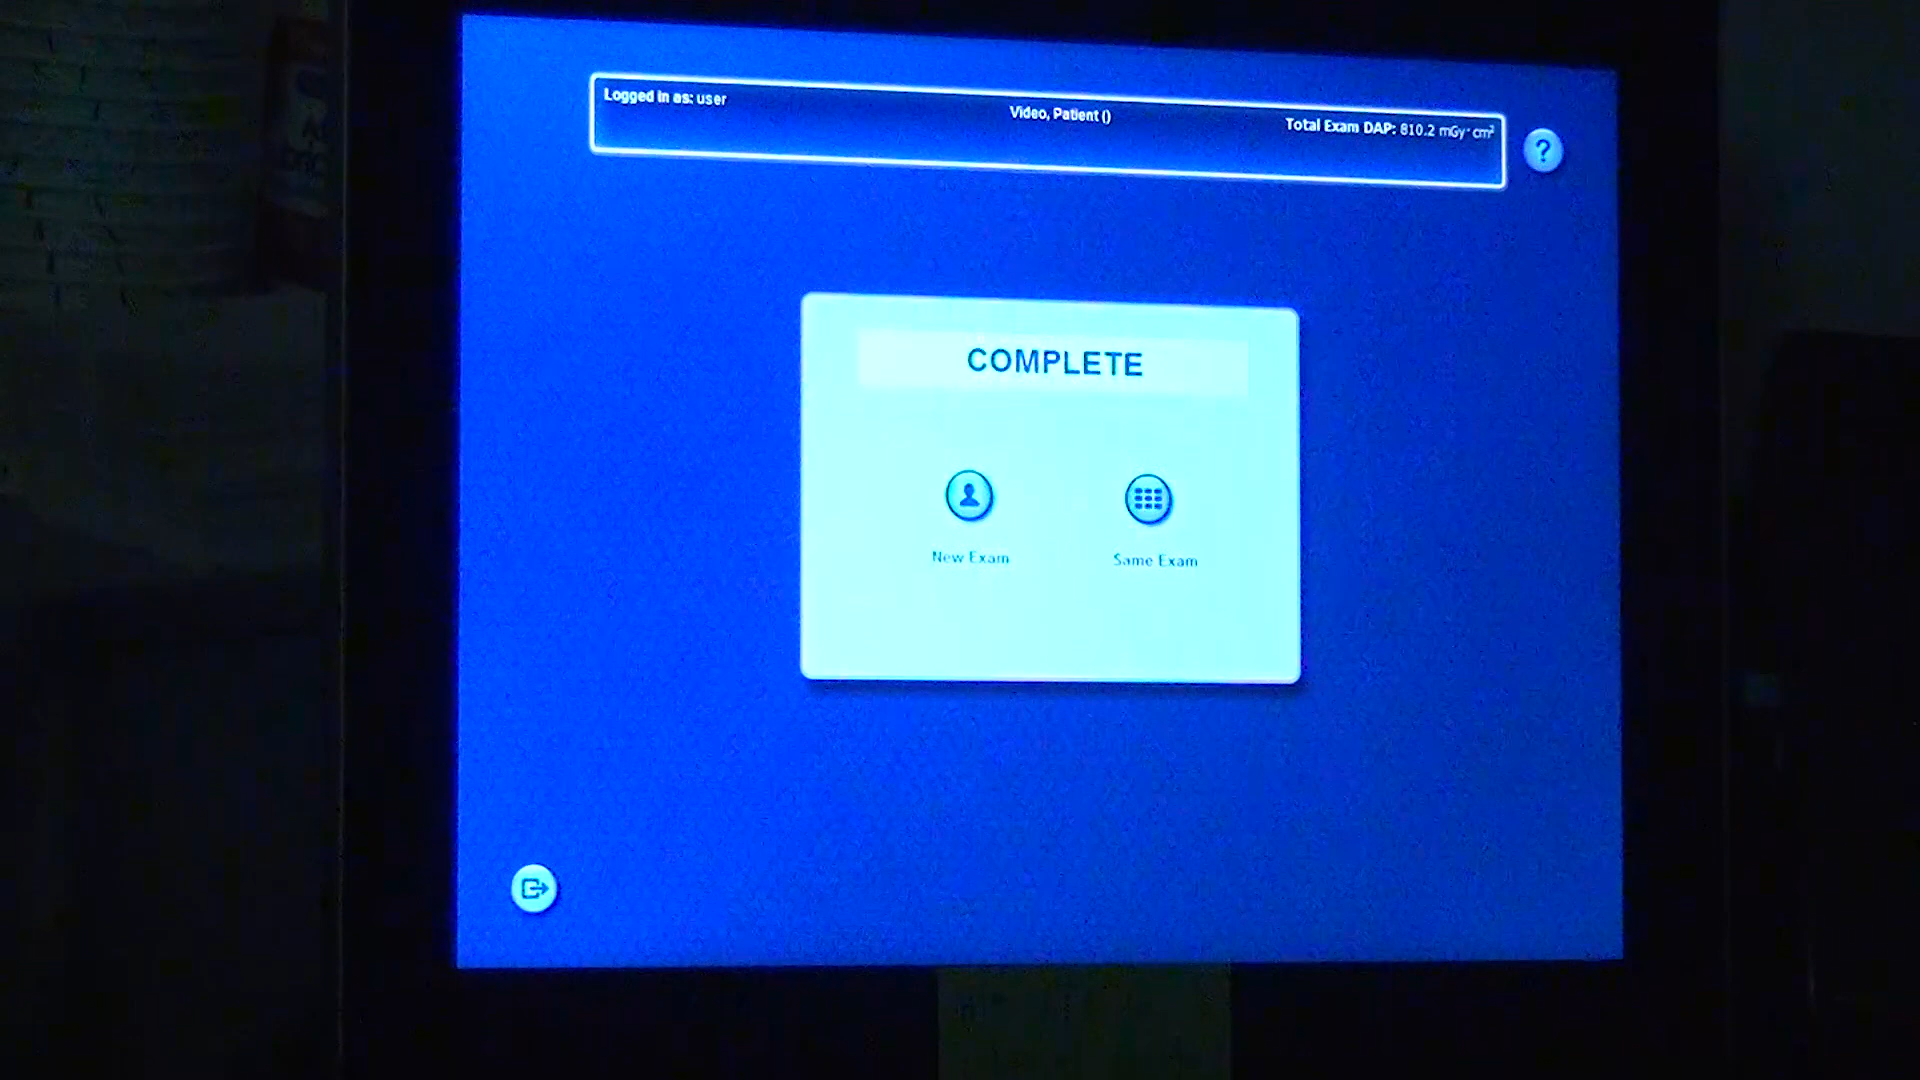 Logged in as: user
Video, Patient ()
Total Exam DAP: 810.2 mGy·cm²
?
COMPLETE
New Exam
Same Exam